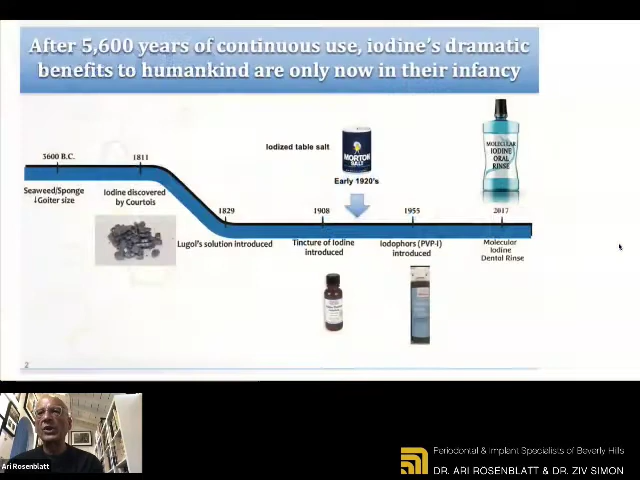 After 5,600 years of continuous use, iodine's dramatic
benefits to humankind are only now in their infancy
3600 B.C.
1811
Iodized table salt
MORTON
SALT
Early 1920's
MOLECULAR
IODINE
ORAL
RINSE
Seaweed/Sponge
↓Goiter size
Iodine discovered
by Courtois
1829
1908
1955
2017
Lugol's solution introduced
Tincture of Iodine
introduced
Iodophors (PVP-I)
introduced
Molecular
Iodine
Dental Rinse
2
Ari Rosenblatt
Periodontal & Implant Specialists of Beverly Hills
DR. ARI ROSENBLATT & DR. ZIV SIMON